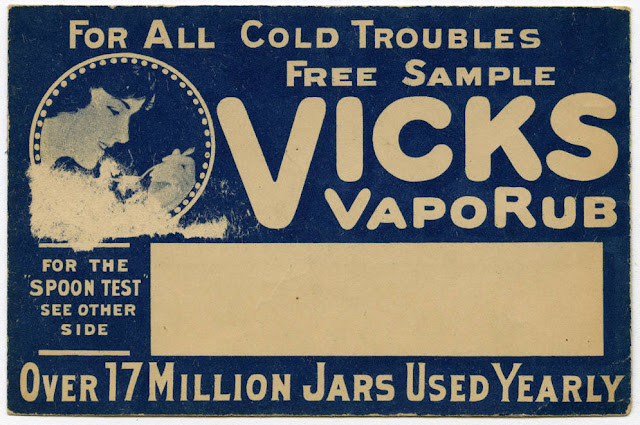 FOR ALL COLD TROUBLES
FREE SAMPLE
VICKS
VAPORUB
FOR THE
"SPOON TEST"
SEE OTHER
SIDE
OVER 17 MILLION JARS USED YEARLY